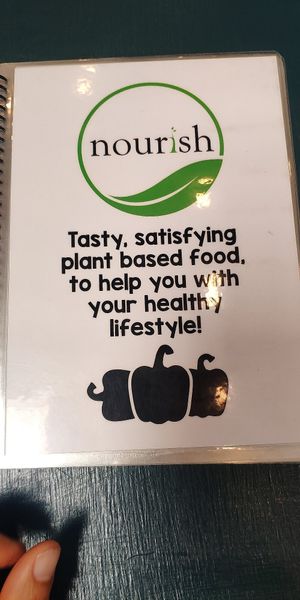 nourish
Tasty, satisfying
plant based food,
to help you with
your healthy
lifestyle!